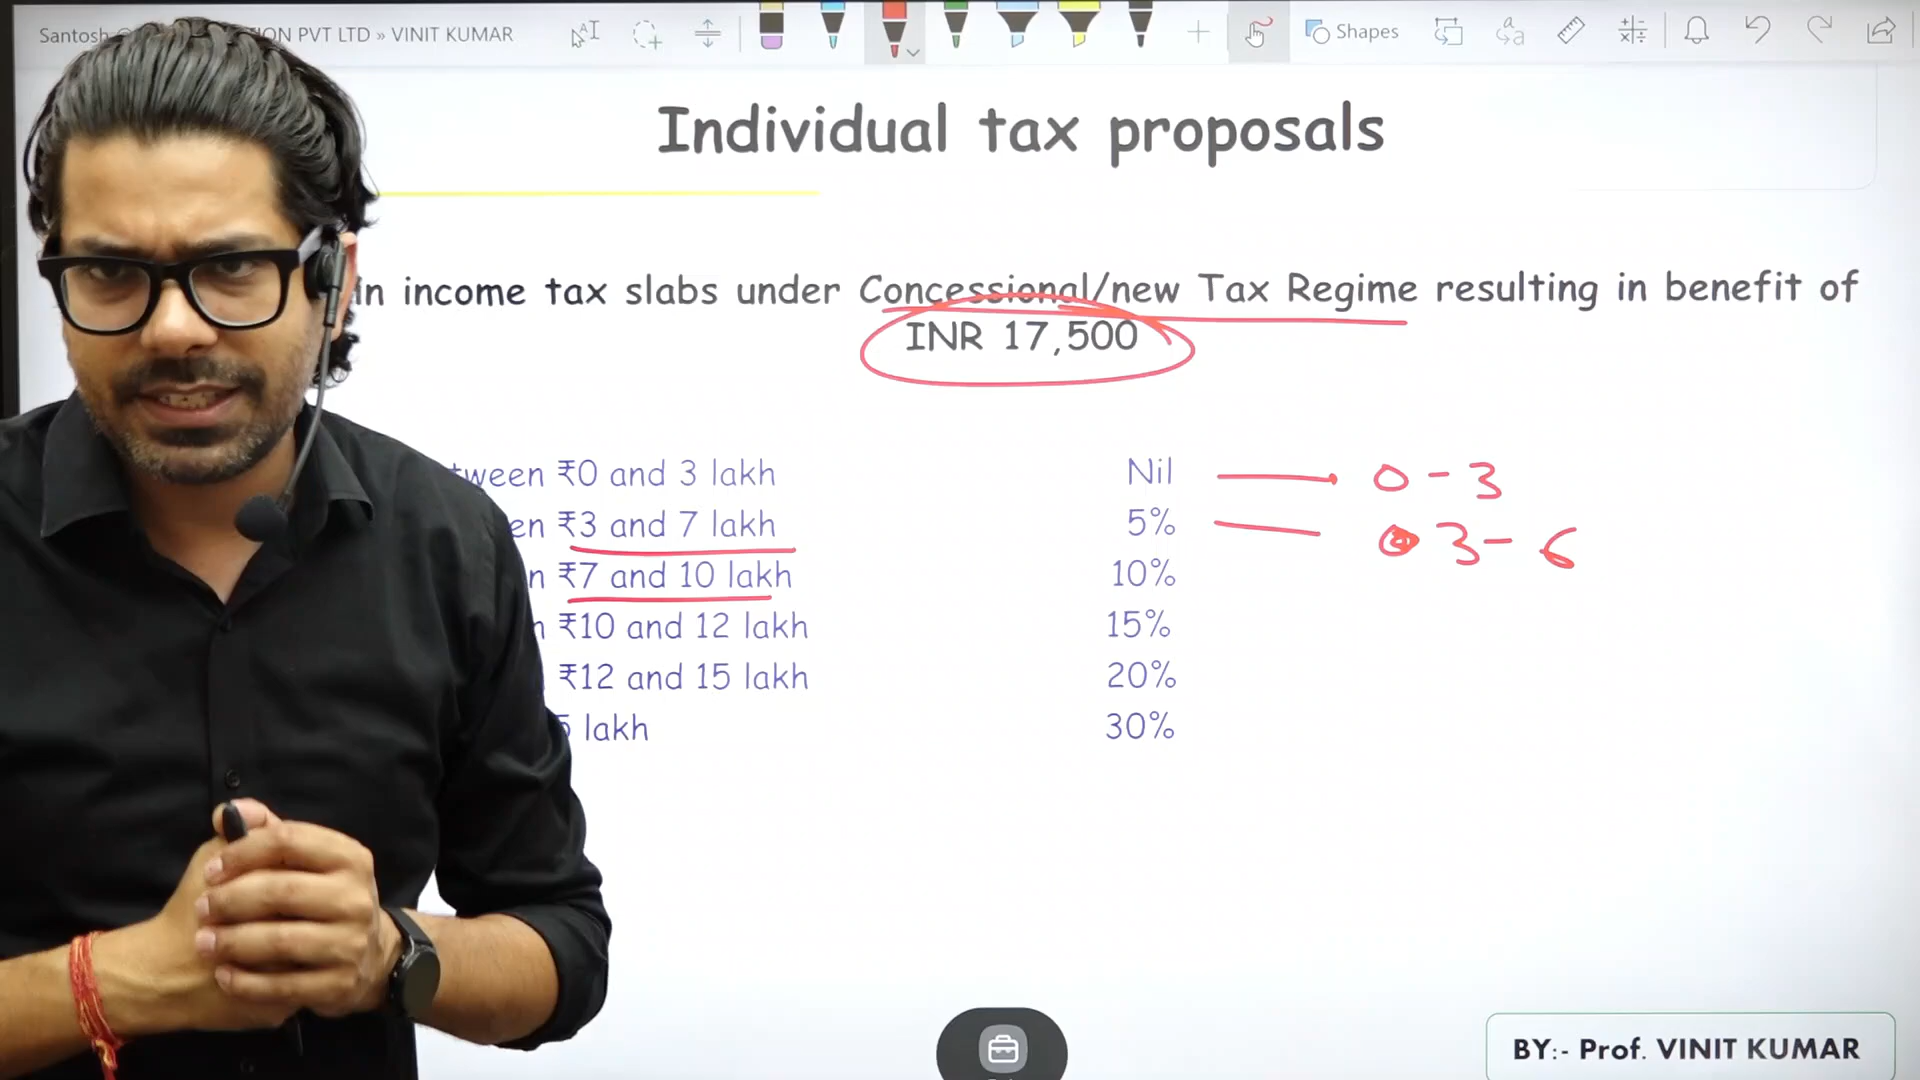 Santosh ION PVT LTD » VINIT KUMAR
Shapes
Individual tax proposals
in income tax slabs under Concessional/new Tax Regime resulting in benefit of
INR 17,500
tween ₹0 and 3 lakh Nil 0 - 3
en ₹3 and 7 lakh 5% 3 - 6
n ₹7 and 10 lakh 10%
n ₹10 and 12 lakh 15%
₹12 and 15 lakh 20%
5 lakh 30%
BY:- Prof. VINIT KUMAR